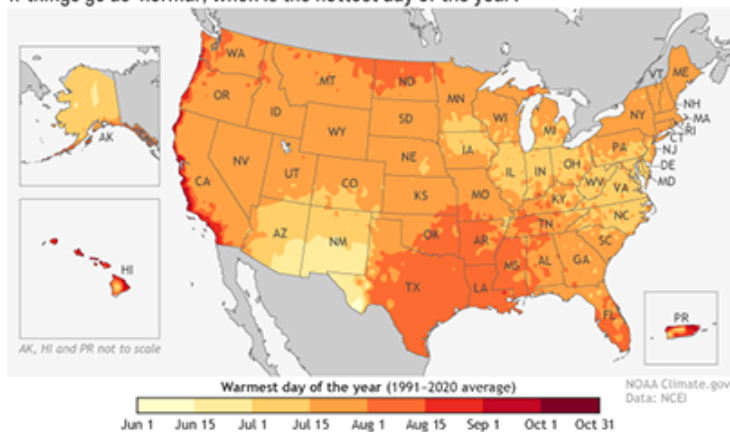 WA
MT
ND
OR
ID
MN
VT
ME
WY
SD
WI
MI
NY
NH
MA
RI
CT
AK
NV
UT
CO
NE
IA
IL
IN
OH
PA
NJ
DE
MD
CA
KS
MO
KY
WV
VA
AZ
NM
OK
AR
TN
NC
SC
TX
LA
MS
AL
GA
FL
HI
PR
AK, HI and PR not to scale
Warmest day of the year (1991-2020 average)
NOAA Climate.gov
Data: NCEI
Jun 1 Jun 15 Jul 1 Jul 15 Aug 1 Aug 15 Sep 1 Oct 1 Oct 31